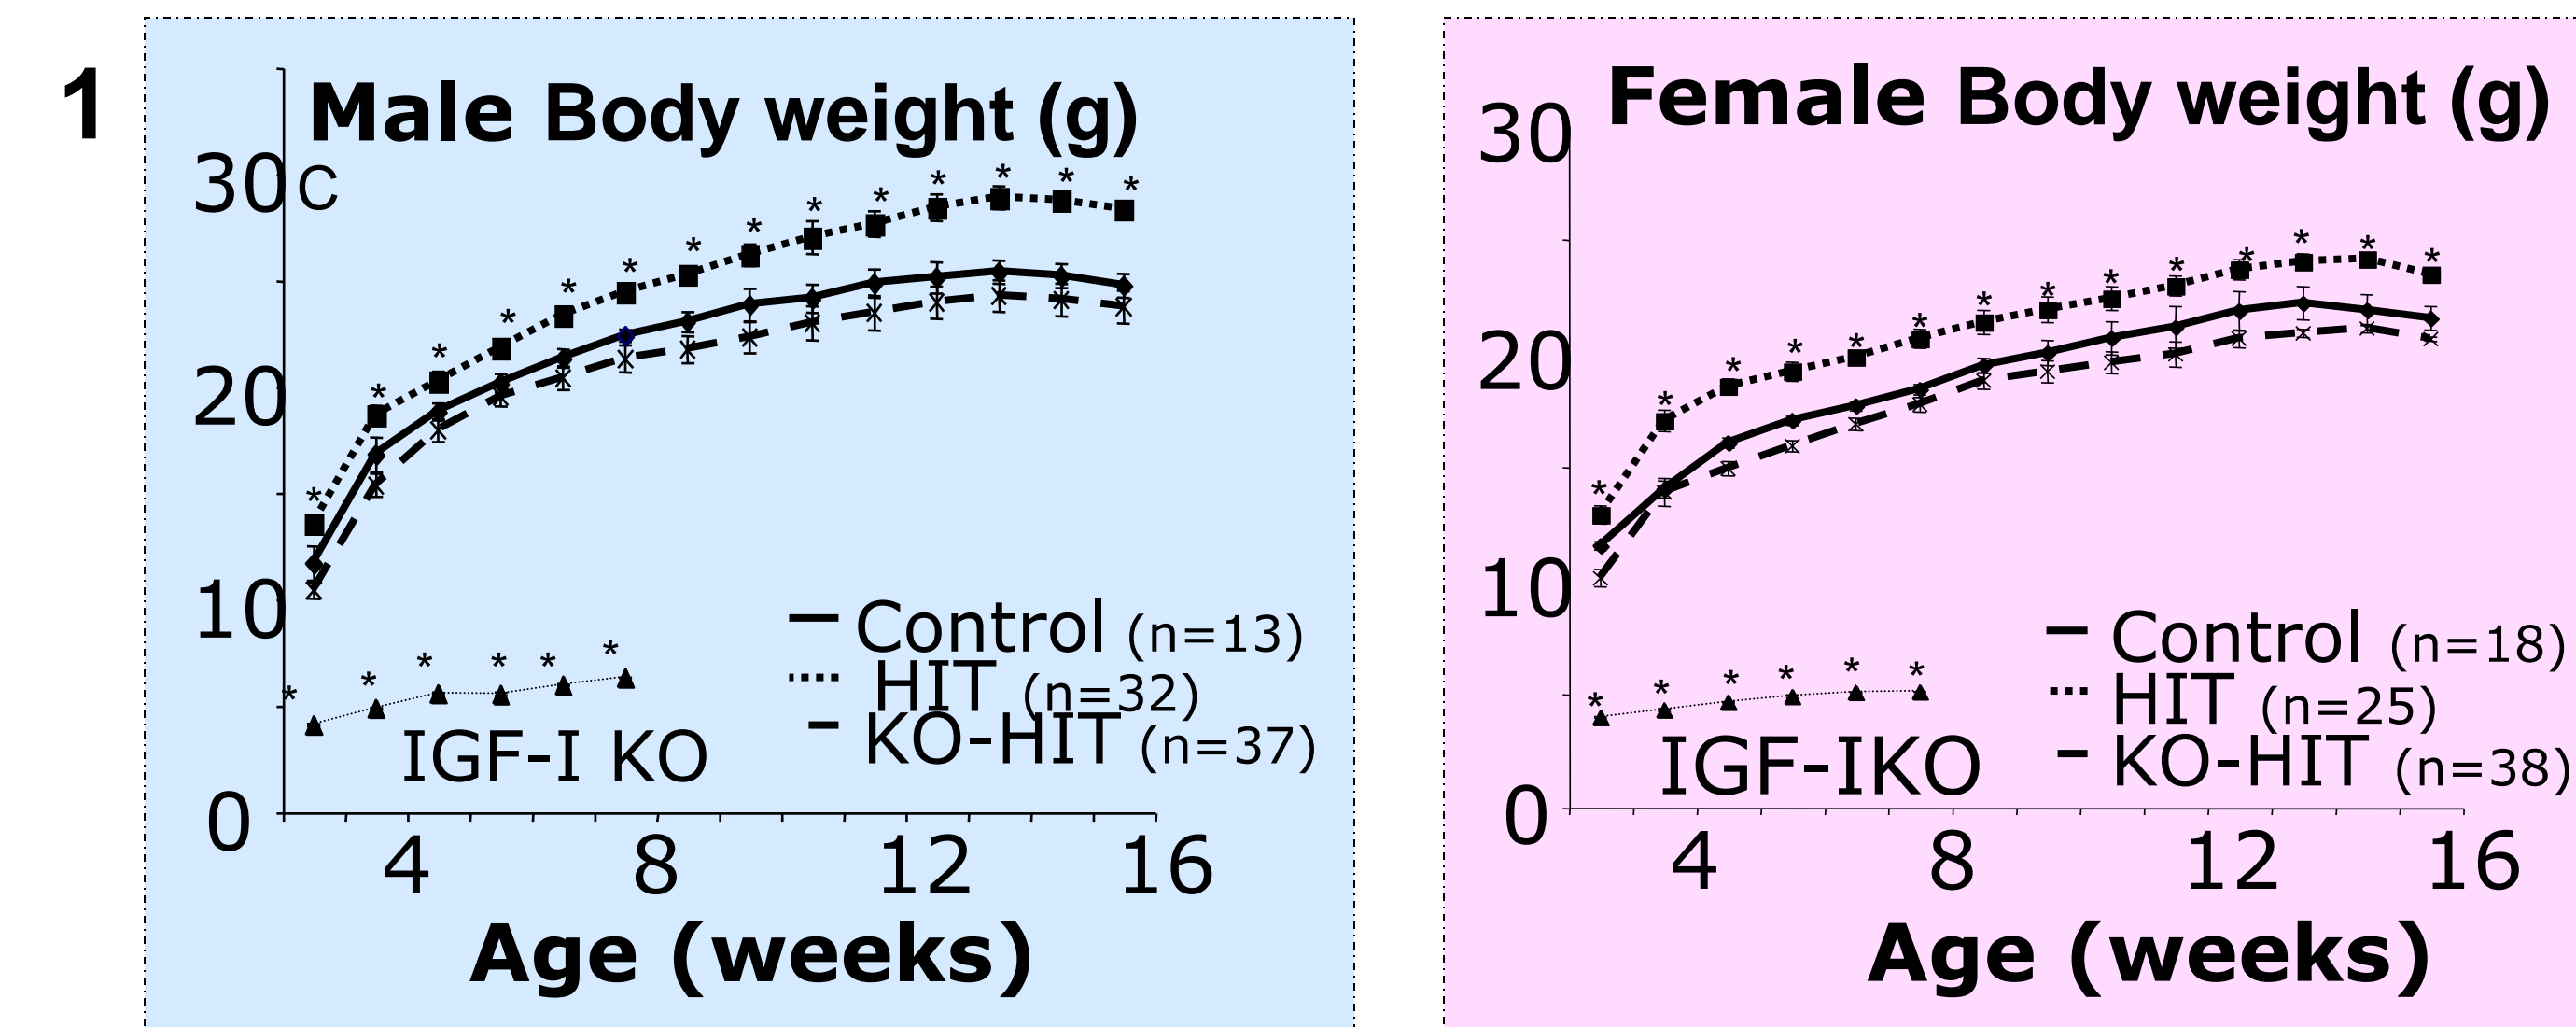 1
Male Body weight (g)
30 C
20
10
0
* * * * * * * * * * * * * *
* * * * * *
Control (n=13)
HIT (n=32)
KO-HIT (n=37)
IGF-I KO
4 8 12 16
Age (weeks)
Female Body weight (g)
30
20
10
0
* * * * * * * * * * * * * *
* * * * * *
Control (n=18)
HIT (n=25)
KO-HIT (n=38)
IGF-IKO
4 8 12 16
Age (weeks)